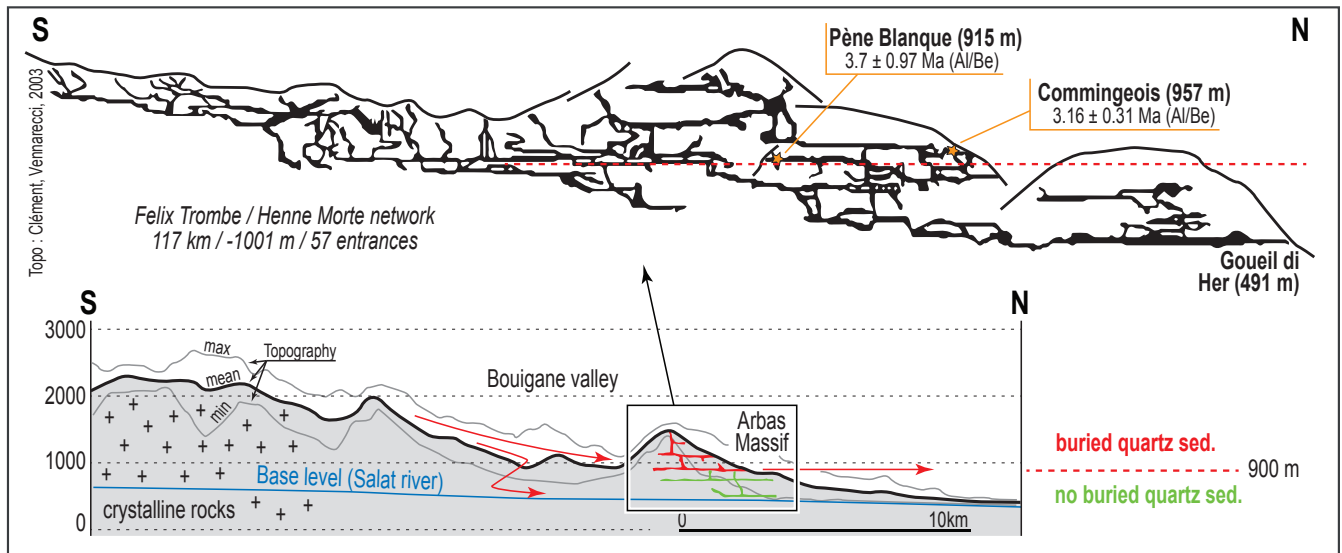 S
N
Pène Blanque (915 m)
3.7 ± 0.97 Ma (Al/Be)
Commingeois (957 m)
3.16 ± 0.31 Ma (Al/Be)
Topo : Clément, Vennarecci, 2003
Felix Trombe / Henne Morte network
117 km / -1001 m / 57 entrances
Goueil di
Her (491 m)
S
N
3000
2000
1000
0
max
mean
min
Topography
Bouigane valley
Arbas
Massif
Base level (Salat river)
crystalline rocks
0
10km
buried quartz sed.
900 m
no buried quartz sed.